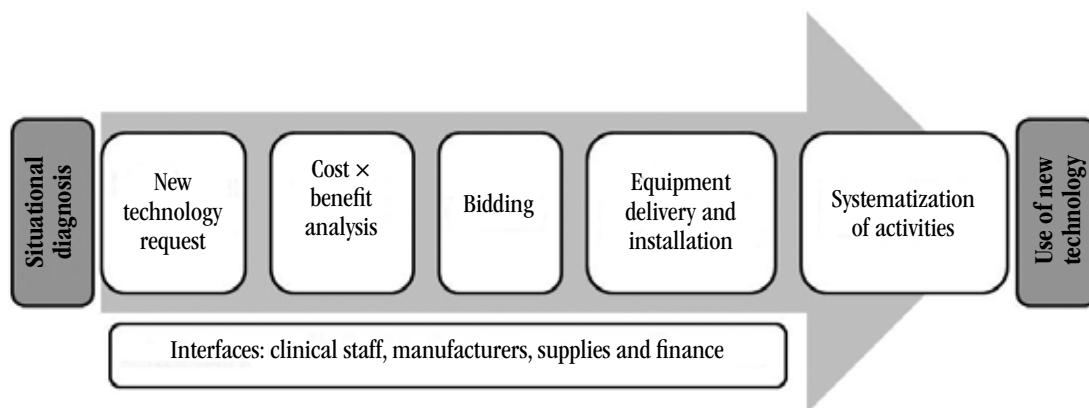 Situational
diagnosis
New
technology
request
Cost ×
benefit
analysis
Bidding
Equipment
delivery and
installation
Systematization
of activities
Use of new
technology
Interfaces: clinical staff, manufacturers, supplies and finance